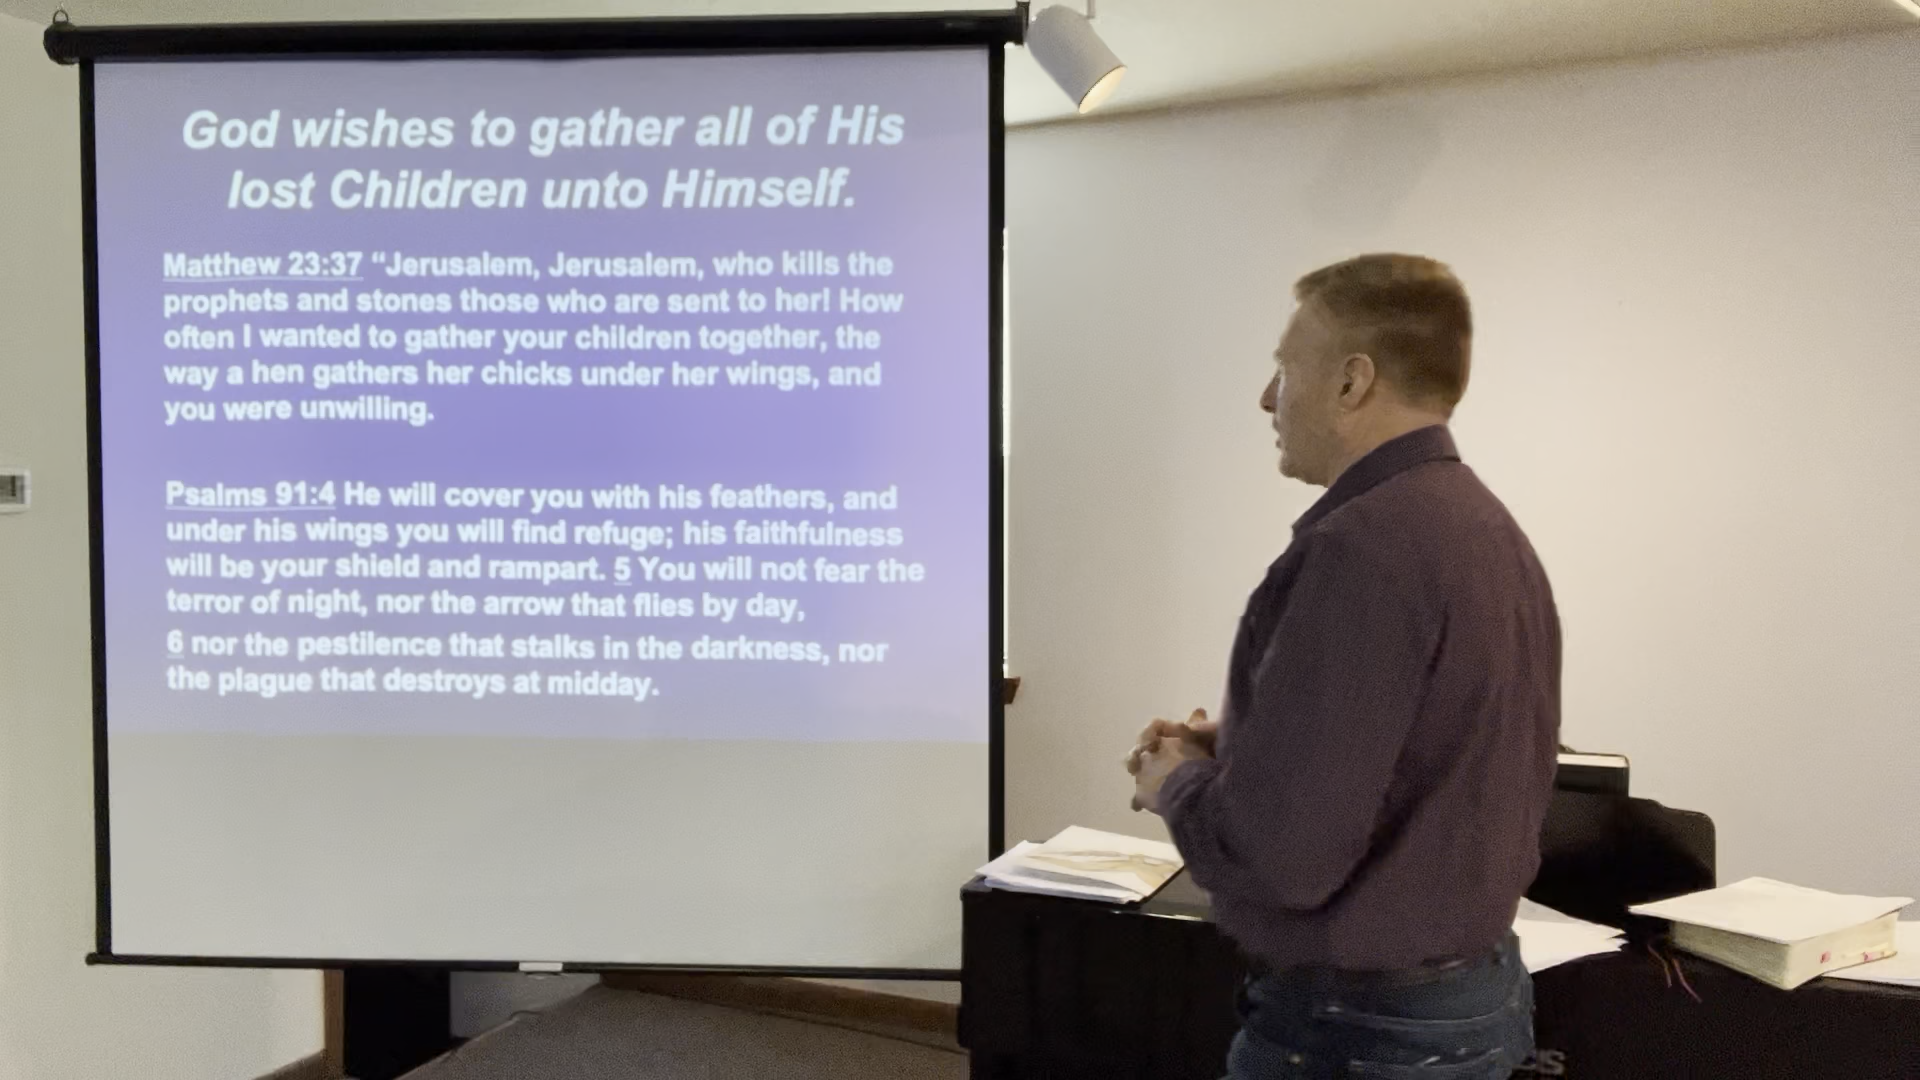 God wishes to gather all of His
lost Children unto Himself.
Matthew 23:37 “Jerusalem, Jerusalem, who kills the
prophets and stones those who are sent to her! How
often I wanted to gather your children together, the
way a hen gathers her chicks under her wings, and
you were unwilling.
Psalms 91:4 He will cover you with his feathers, and
under his wings you will find refuge; his faithfulness
will be your shield and rampart. 5 You will not fear the
terror of night, nor the arrow that flies by day,
6 nor the pestilence that stalks in the darkness, nor
the plague that destroys at midday.